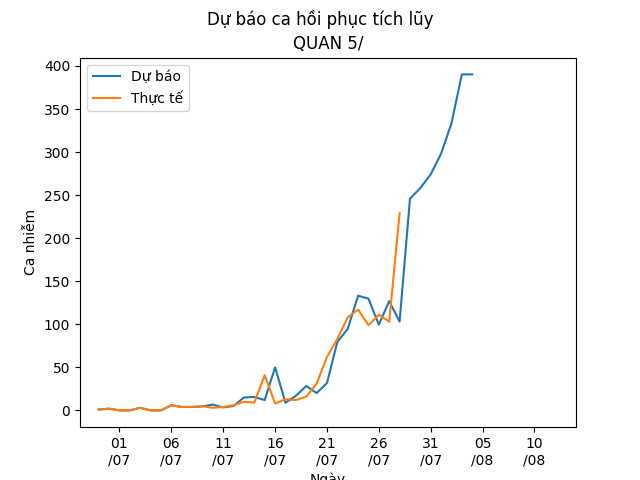 Dự báo ca hồi phục tích lũy
QUAN 5/
Dự báo
Thực tế
Ca nhiễm
400
350
300
250
200
150
100
50
0
01 06 11 16 21 26 31 05 10
/07 /07 /07 /07 /07 /07 /07 /08 /08
Ngày